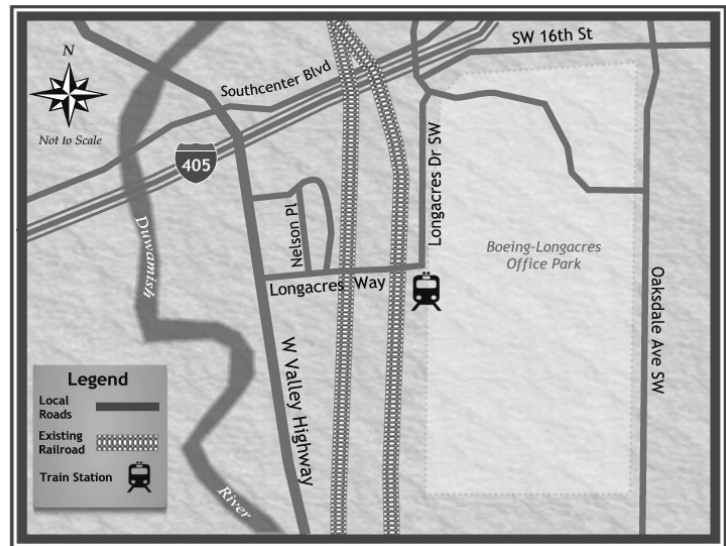 SW 16th St
N
Southcenter Blvd
Not to Scale
405
Longacres Dr SW
Nelson Pl
Duwamish
Boeing-Longacres
Office Park
Longacres Way
Oaksdale Ave SW
W Valley Highway
Legend
Local
Roads
Existing
Railroad
Train Station
River